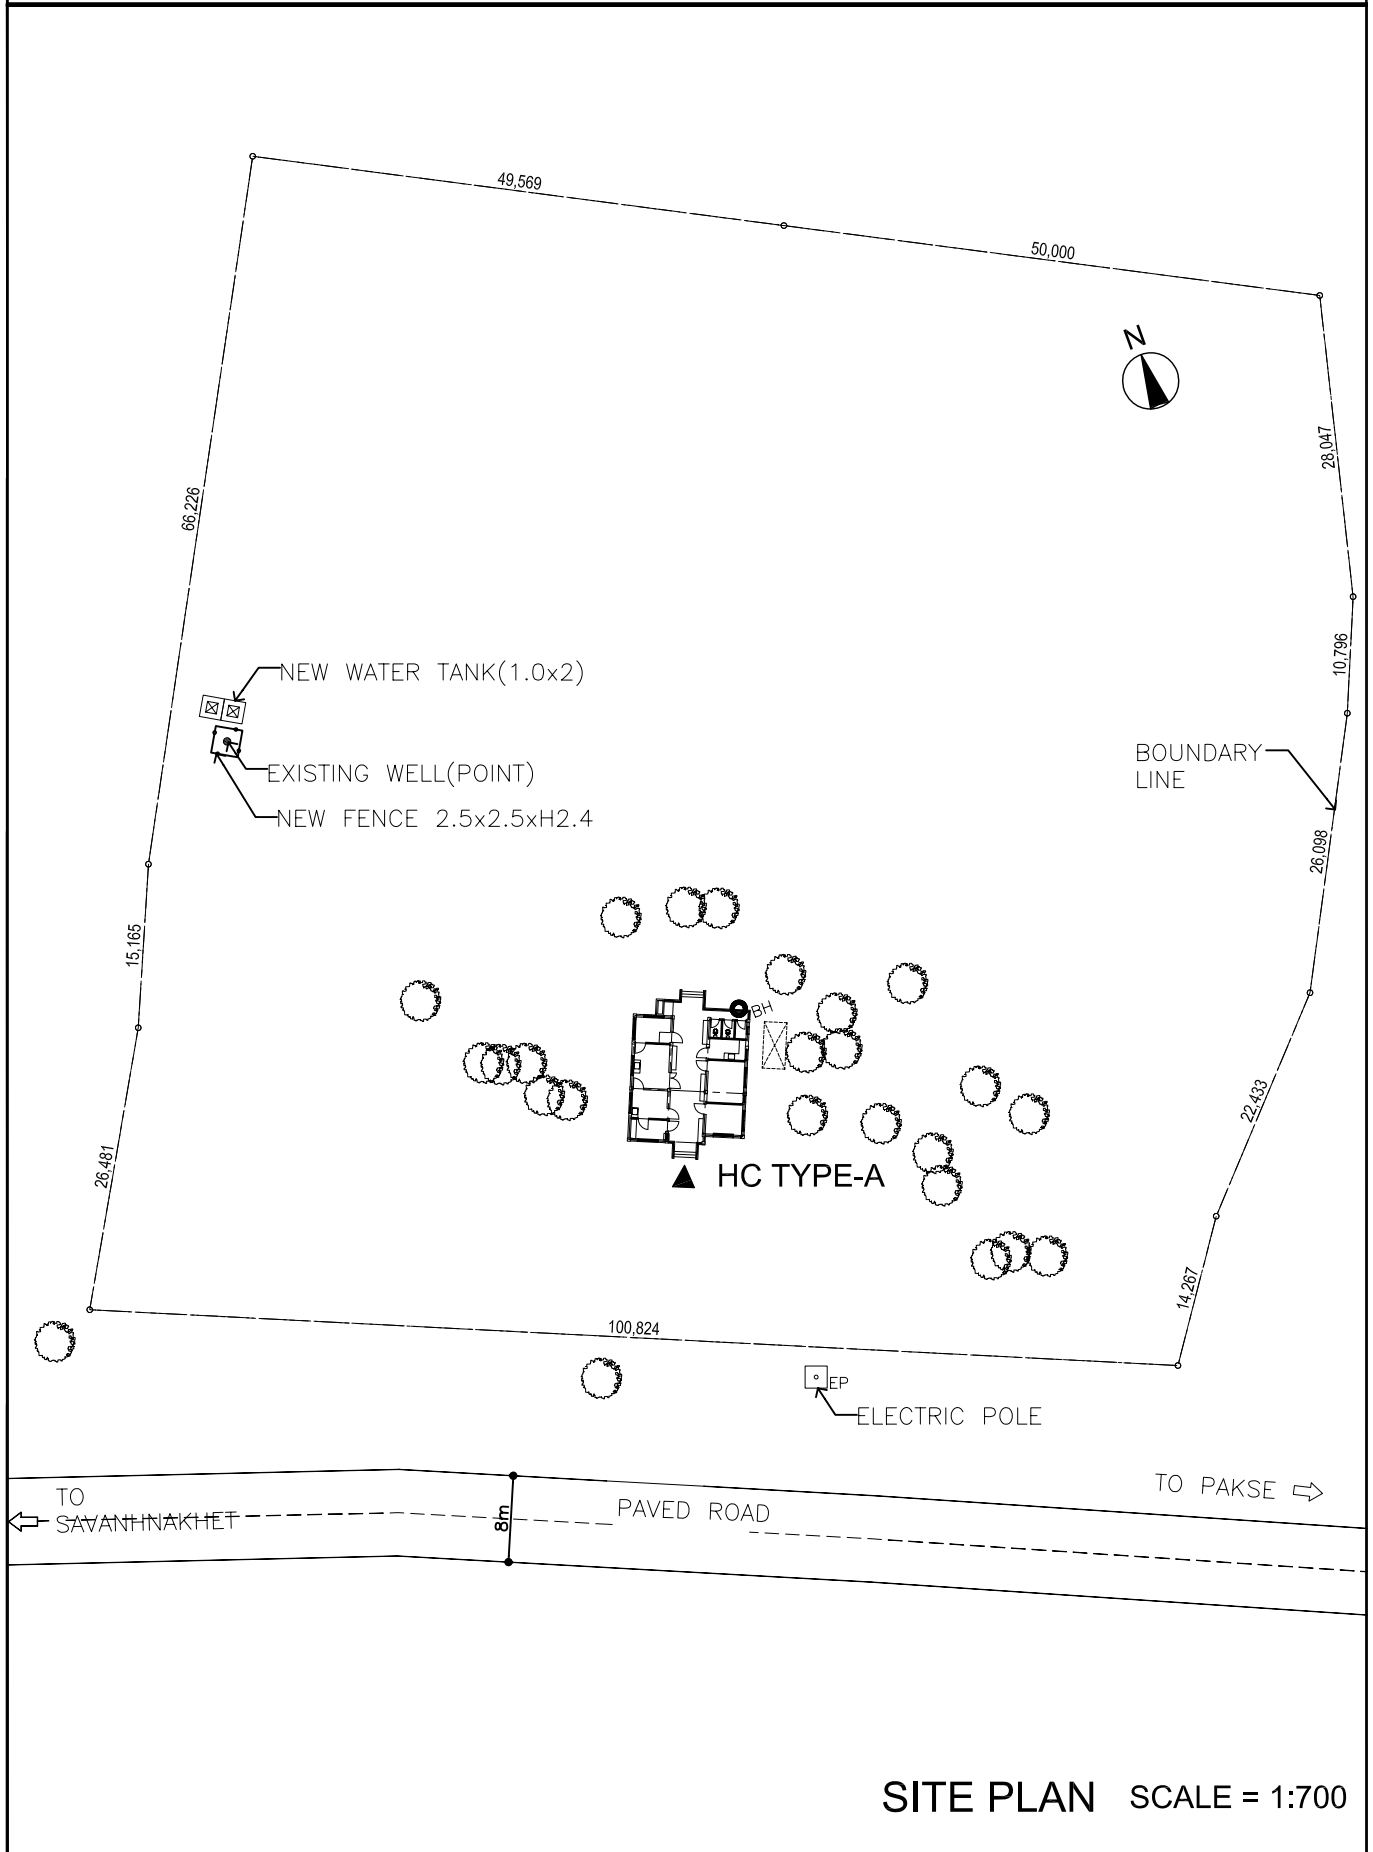 49,569
50,000
N
28,047
66,226
10,796
NEW WATER TANK(1.0x2)
EXISTING WELL(POINT)
NEW FENCE 2.5x2.5xH2.4
BOUNDARY
LINE
26,098
15,165
BH
22,433
26,481
HC TYPE-A
14,267
100,824
EP
ELECTRIC POLE
TO PAKSE
TO
SAVANHNAKHET
8m
PAVED ROAD
SITE PLAN SCALE = 1:700